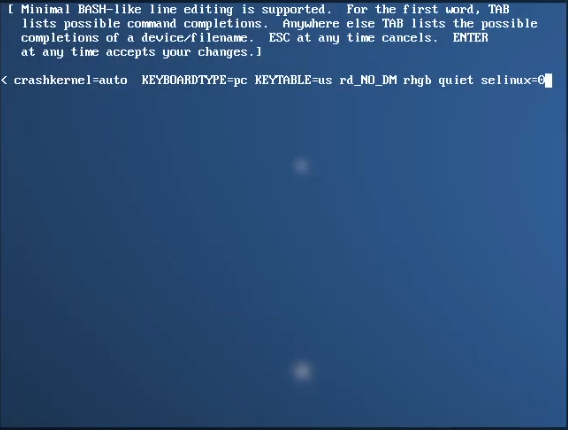 [ Minimal BASH-like line editing is supported.  For the first word, TAB
lists possible command completions.  Anywhere else TAB lists the possible
completions of a device/filename.  ESC at any time cancels.  ENTER
at any time accepts your changes.]
< crashkernel=auto  KEYBOARDTYPE=pc KEYTABLE=us rd_NO_DM rhgb quiet selinux=0